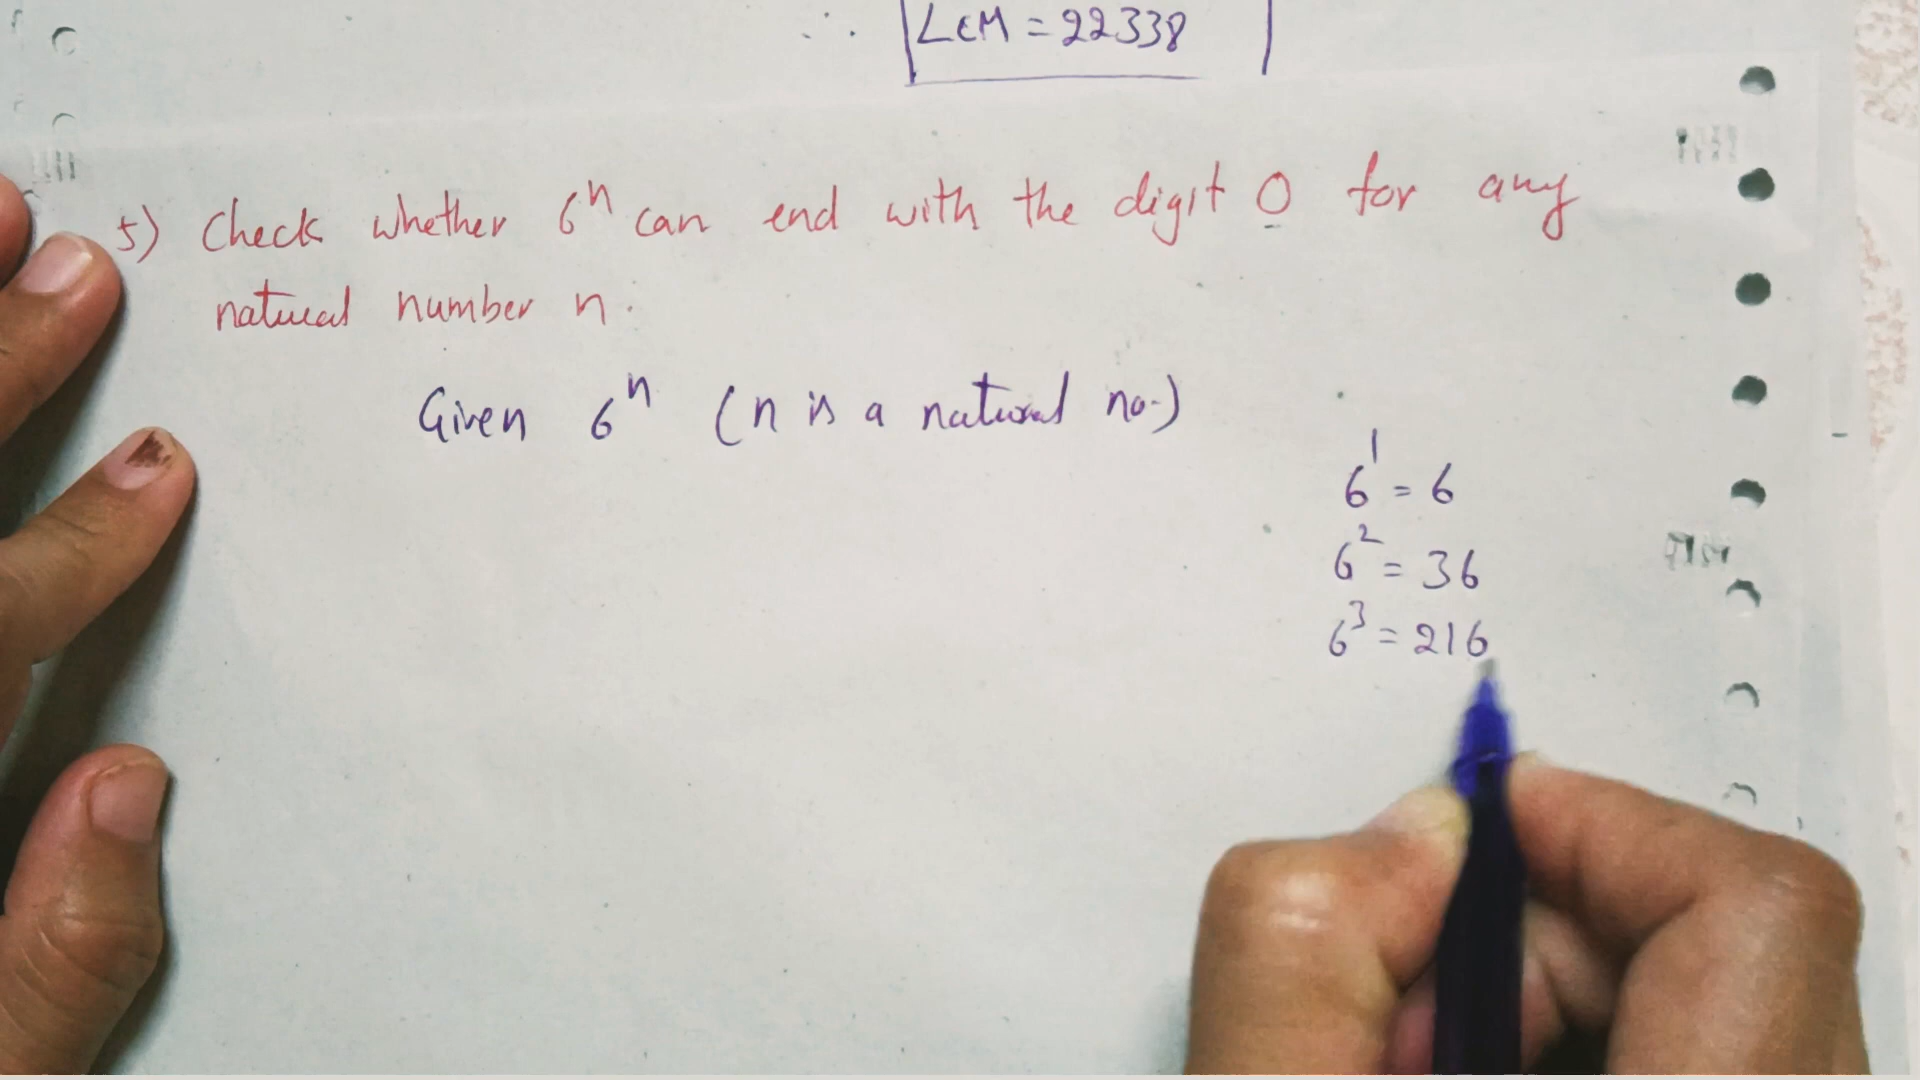 ∴ LCM = 22338
5) Check whether 6ⁿ can end with the digit 0 for any
natural number n.
Given 6ⁿ (n is a natural no.)
6¹ = 6
6² = 36
6³ = 216